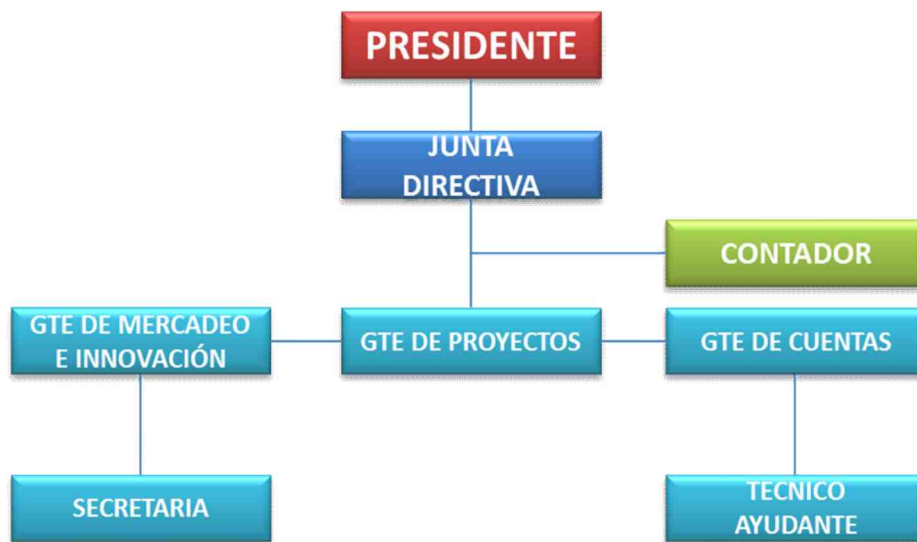 PRESIDENTE
JUNTA
DIRECTIVA
CONTADOR
GTE DE MERCADEO
E INNOVACIÓN
GTE DE PROYECTOS
GTE DE CUENTAS
SECRETARIA
TECNICO
AYUDANTE